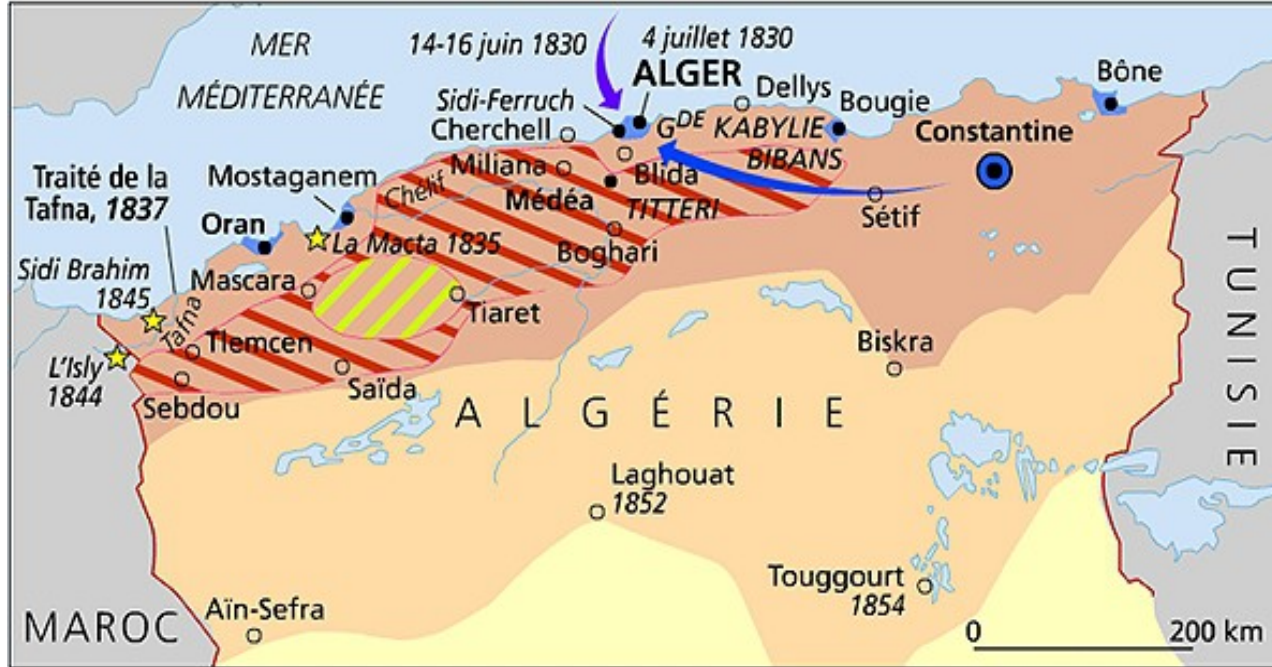 MER
MÉDITERRANÉE
14-16 juin 1830
4 juillet 1830
ALGER
Sidi-Ferruch
Cherchell
Dellys
Bougie
Bône
GDE KABYLIE
BIBANS
Constantine
Miliana
Blida
Médéa
TITTERI
Sétif
Boghari
Chelif
Mostaganem
Traité de la
Tafna, 1837
Oran
La Macta 1835
Mascara
Tiaret
Sidi Brahim
1845
Tafna
Tlemcen
L'Isly
1844
Sebdou
Saïda
Biskra
ALGÉRIE
TUNISIE
Laghouat
1852
Touggourt
1854
Aïn-Sefra
MAROC
0 200 km